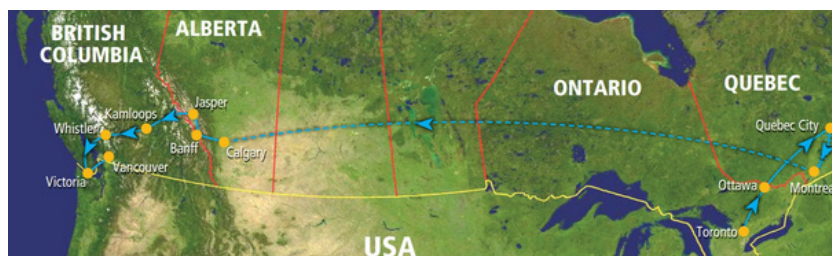 BRITISH
COLUMBIA
ALBERTA
ONTARIO
QUEBEC
Jasper
Kamloops
Whistler
Banff
Calgary
Vancouver
Victoria
Quebec City
Ottawa
Montrea
Toronto
USA